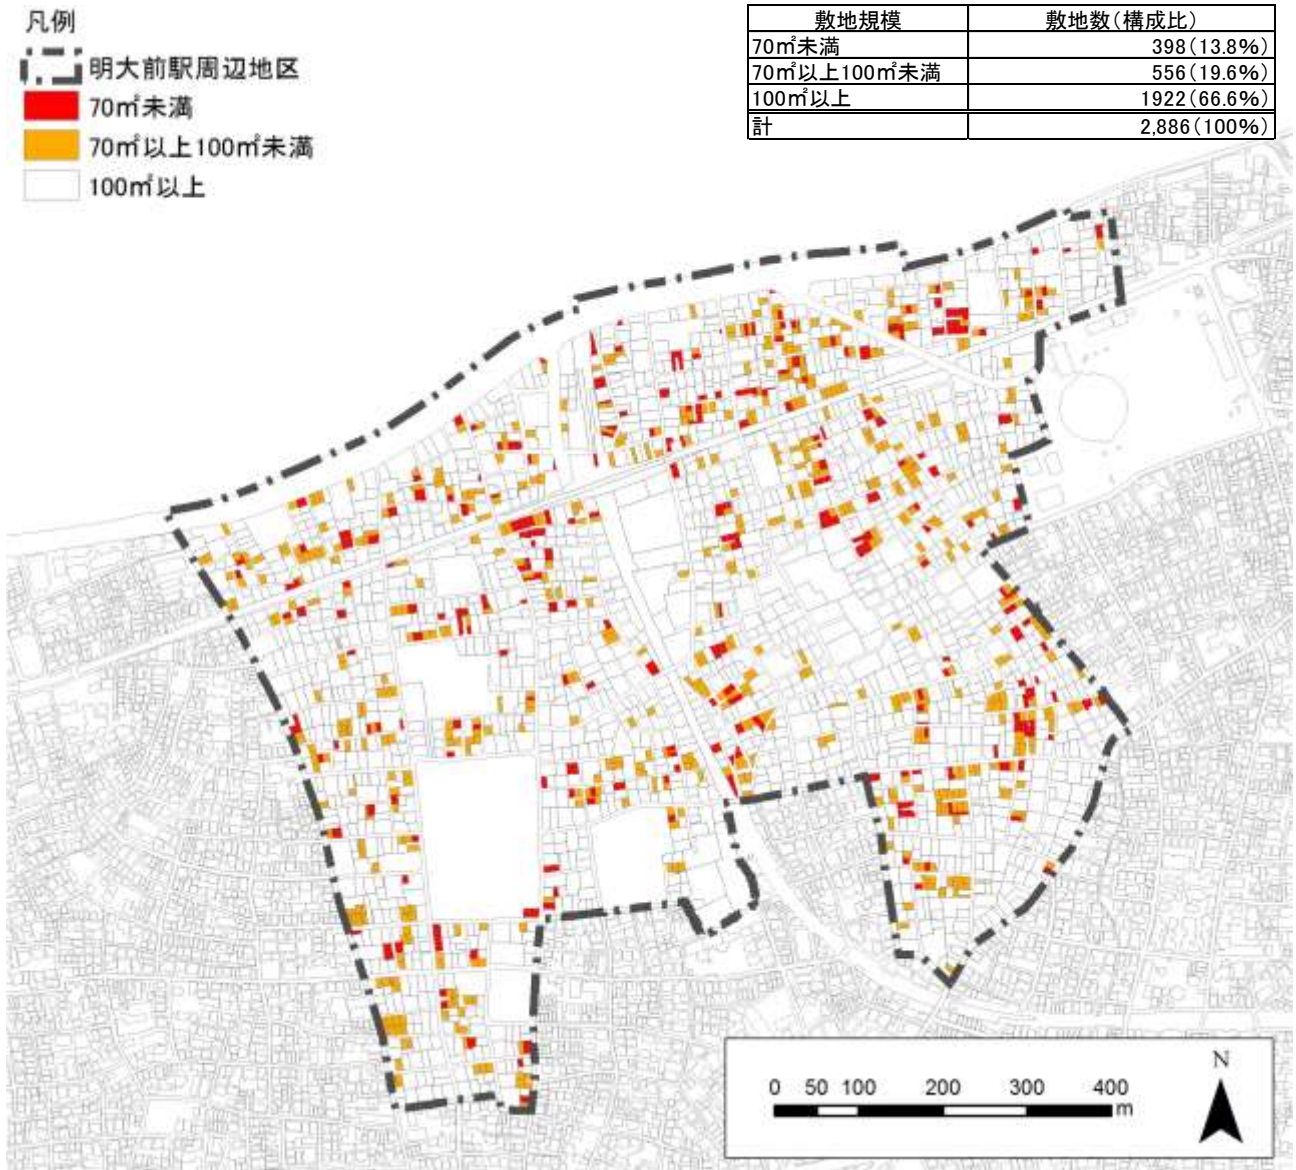 凡例
明大前駅周辺地区
70㎡未満
70㎡以上100㎡未満
100㎡以上
敷地規模 敷地数(構成比)
70㎡未満 398(13.8%)
70㎡以上100㎡未満 556(19.6%)
100㎡以上 1922(66.6%)
計 2,886(100%)
N
0 50 100 200 300 400
m